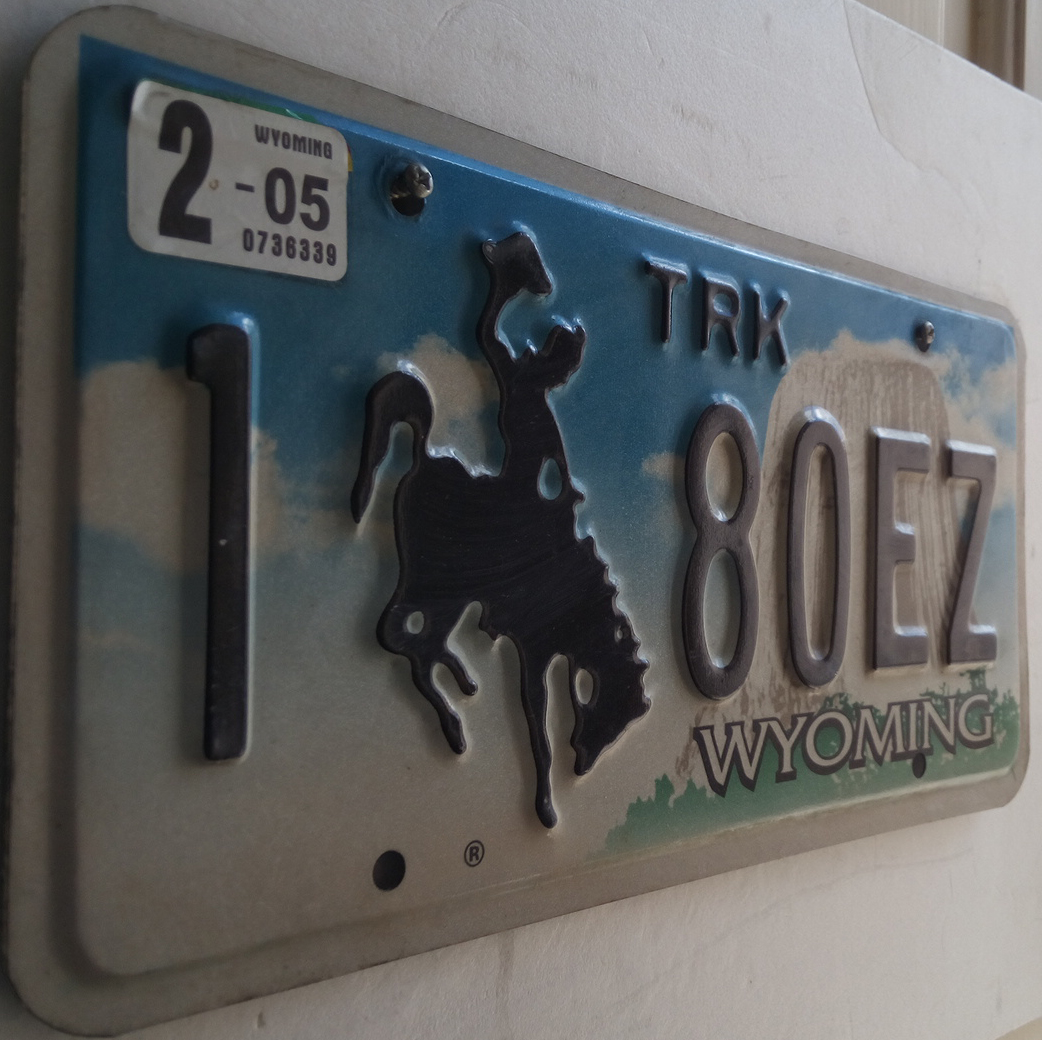 WYOMING
2 - 05
0736339
TRK
1 80EZ
WYOMING
®